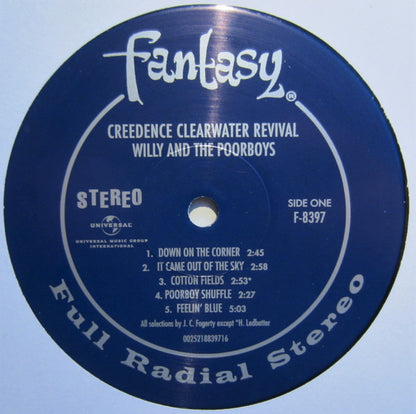 fantasy®
CREEDENCE CLEARWATER REVIVAL
WILLY AND THE POORBOYS
STEREO
SIDE ONE
F-8397
UNIVERSAL
UNIVERSAL MUSIC GROUP
INTERNATIONAL
1. DOWN ON THE CORNER 2:45
2. IT CAME OUT OF THE SKY 2:58
3. COTTON FIELDS 2:53*
4. POORBOY SHUFFLE 2:27
5. FEELIN' BLUE 5:03
All selections by J. C. Fogerty except *H. Ledbetter
0025218839716
Full Radial Stereo